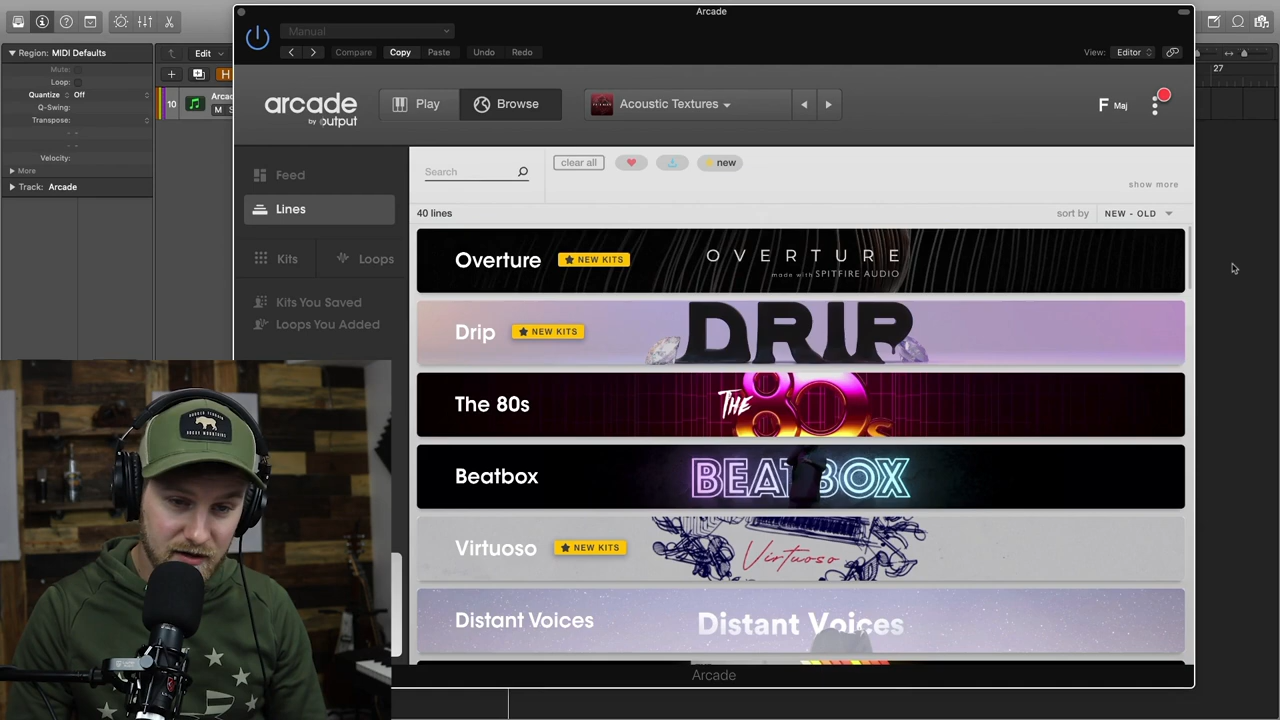 Arcade
Region: MIDI Defaults
Mute:
Loop:
Quantize Off
Q-Swing:
Transpose:
Velocity:
More
Track: Arcade
Edit
H
10
M
Manual
Compare
Copy
Paste
Undo
Redo
View:
Editor
27
arcade
by output
Play
Browse
Acoustic Textures
F Maj
Feed
Lines
Kits
Loops
Kits You Saved
Loops You Added
Search
clear all
new
show more
40 lines
sort by
NEW - OLD
Overture
NEW KITS
OVERTURE
made with SPITFIRE AUDIO
Drip
NEW KITS
DRIP
The 80s
THE 80s
Beatbox
BEATBOX
Virtuoso
NEW KITS
Virtuoso
Distant Voices
Distant Voices
Arcade